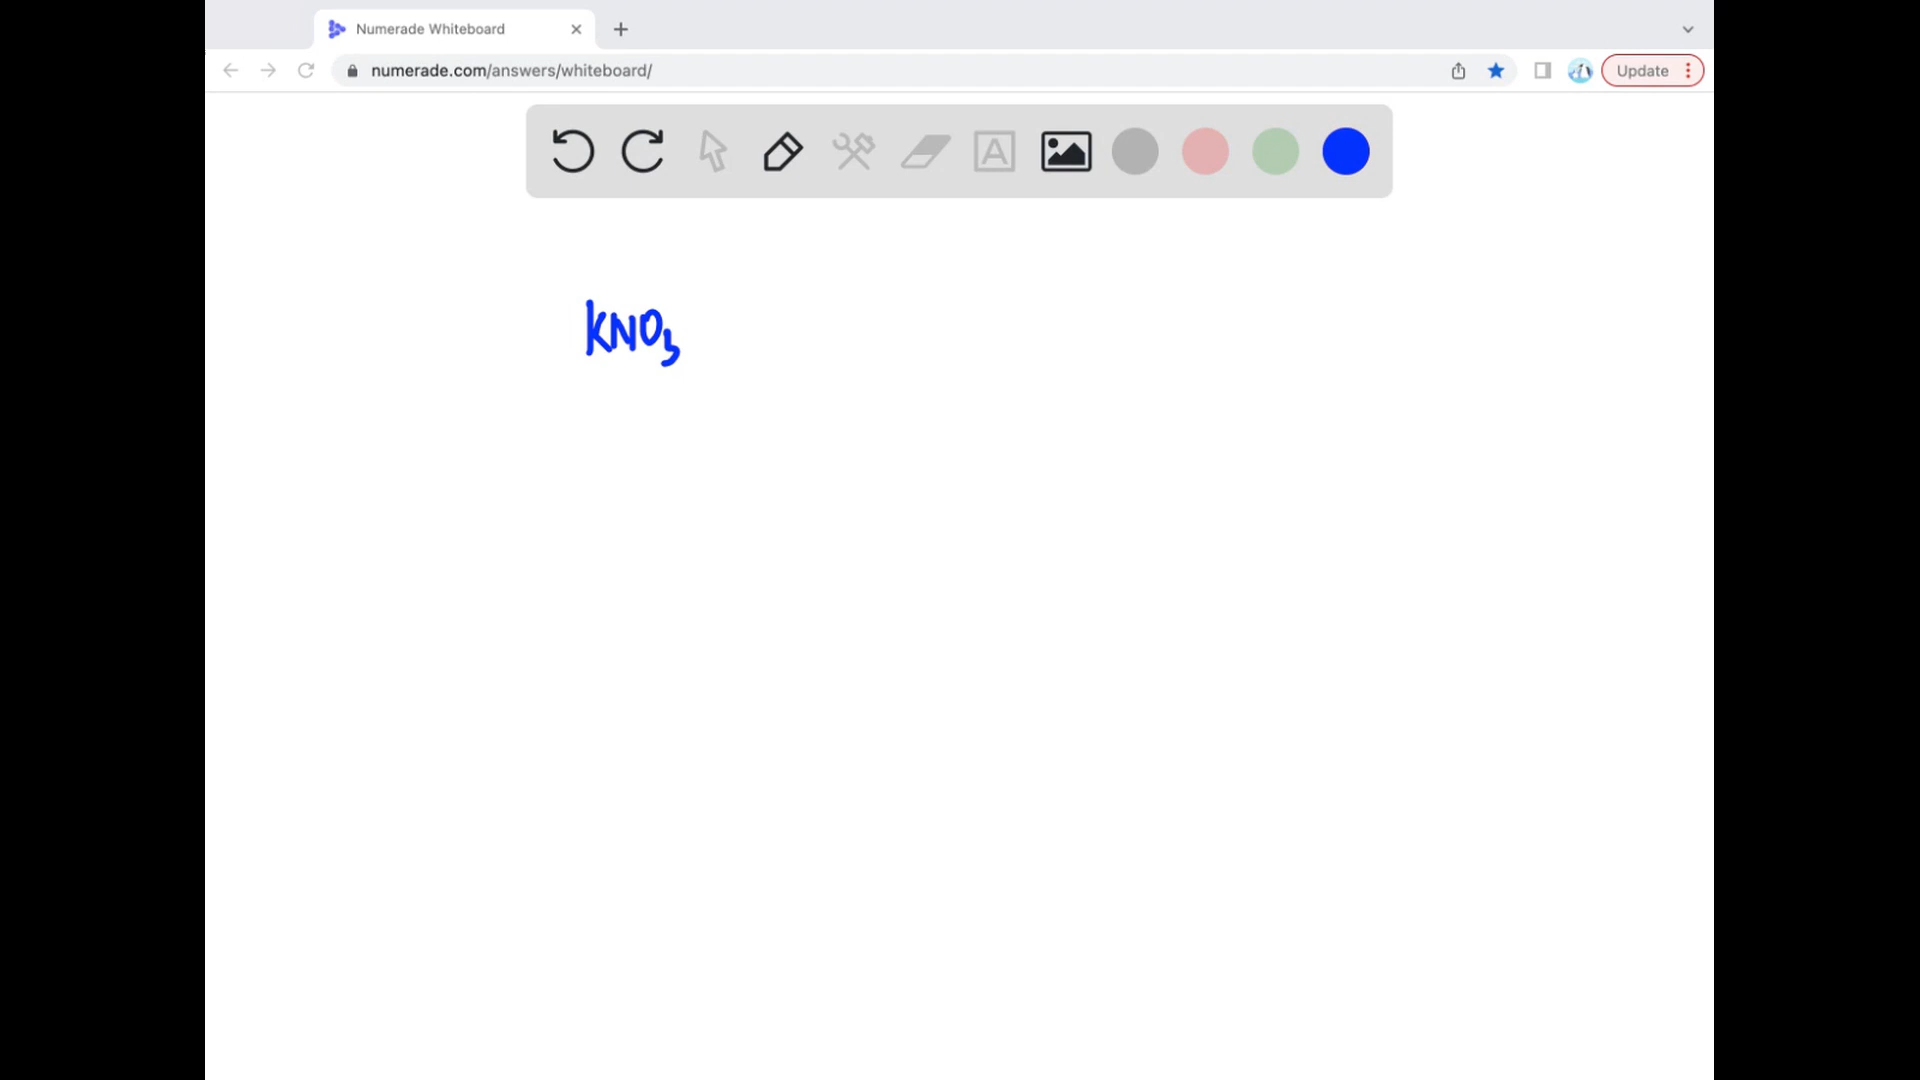 Numerade Whiteboard
numerade.com/answers/whiteboard/
Update
A
KNO₃